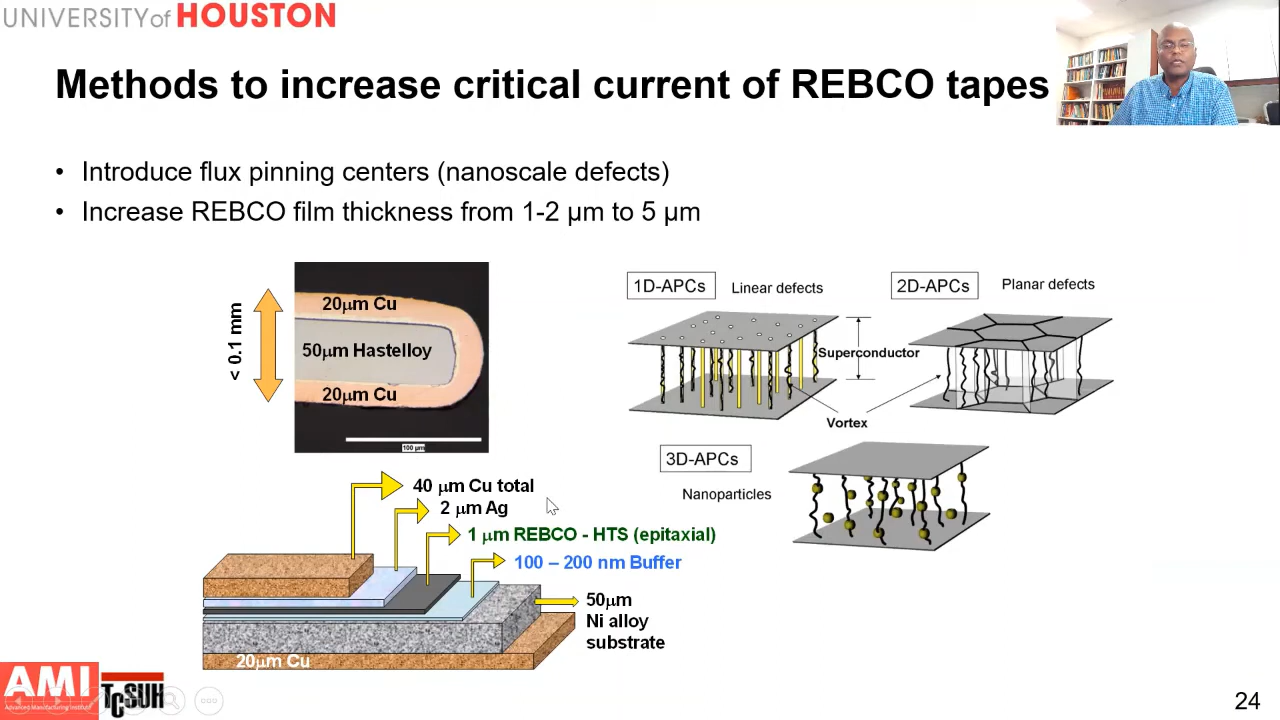 UNIVERSITY of HOUSTON
Methods to increase critical current of REBCO tapes
• Introduce flux pinning centers (nanoscale defects)
• Increase REBCO film thickness from 1-2 µm to 5 µm
< 0.1 mm
20µm Cu
50µm Hastelloy
20µm Cu
100 µm
1D-APCs
Linear defects
2D-APCs
Planar defects
Superconductor
Vortex
3D-APCs
Nanoparticles
40 µm Cu total
2 µm Ag
1 µm REBCO - HTS (epitaxial)
100 – 200 nm Buffer
50µm
Ni alloy
substrate
20µm Cu
AMI
Advanced Manufacturing Institute
TCSUH
24